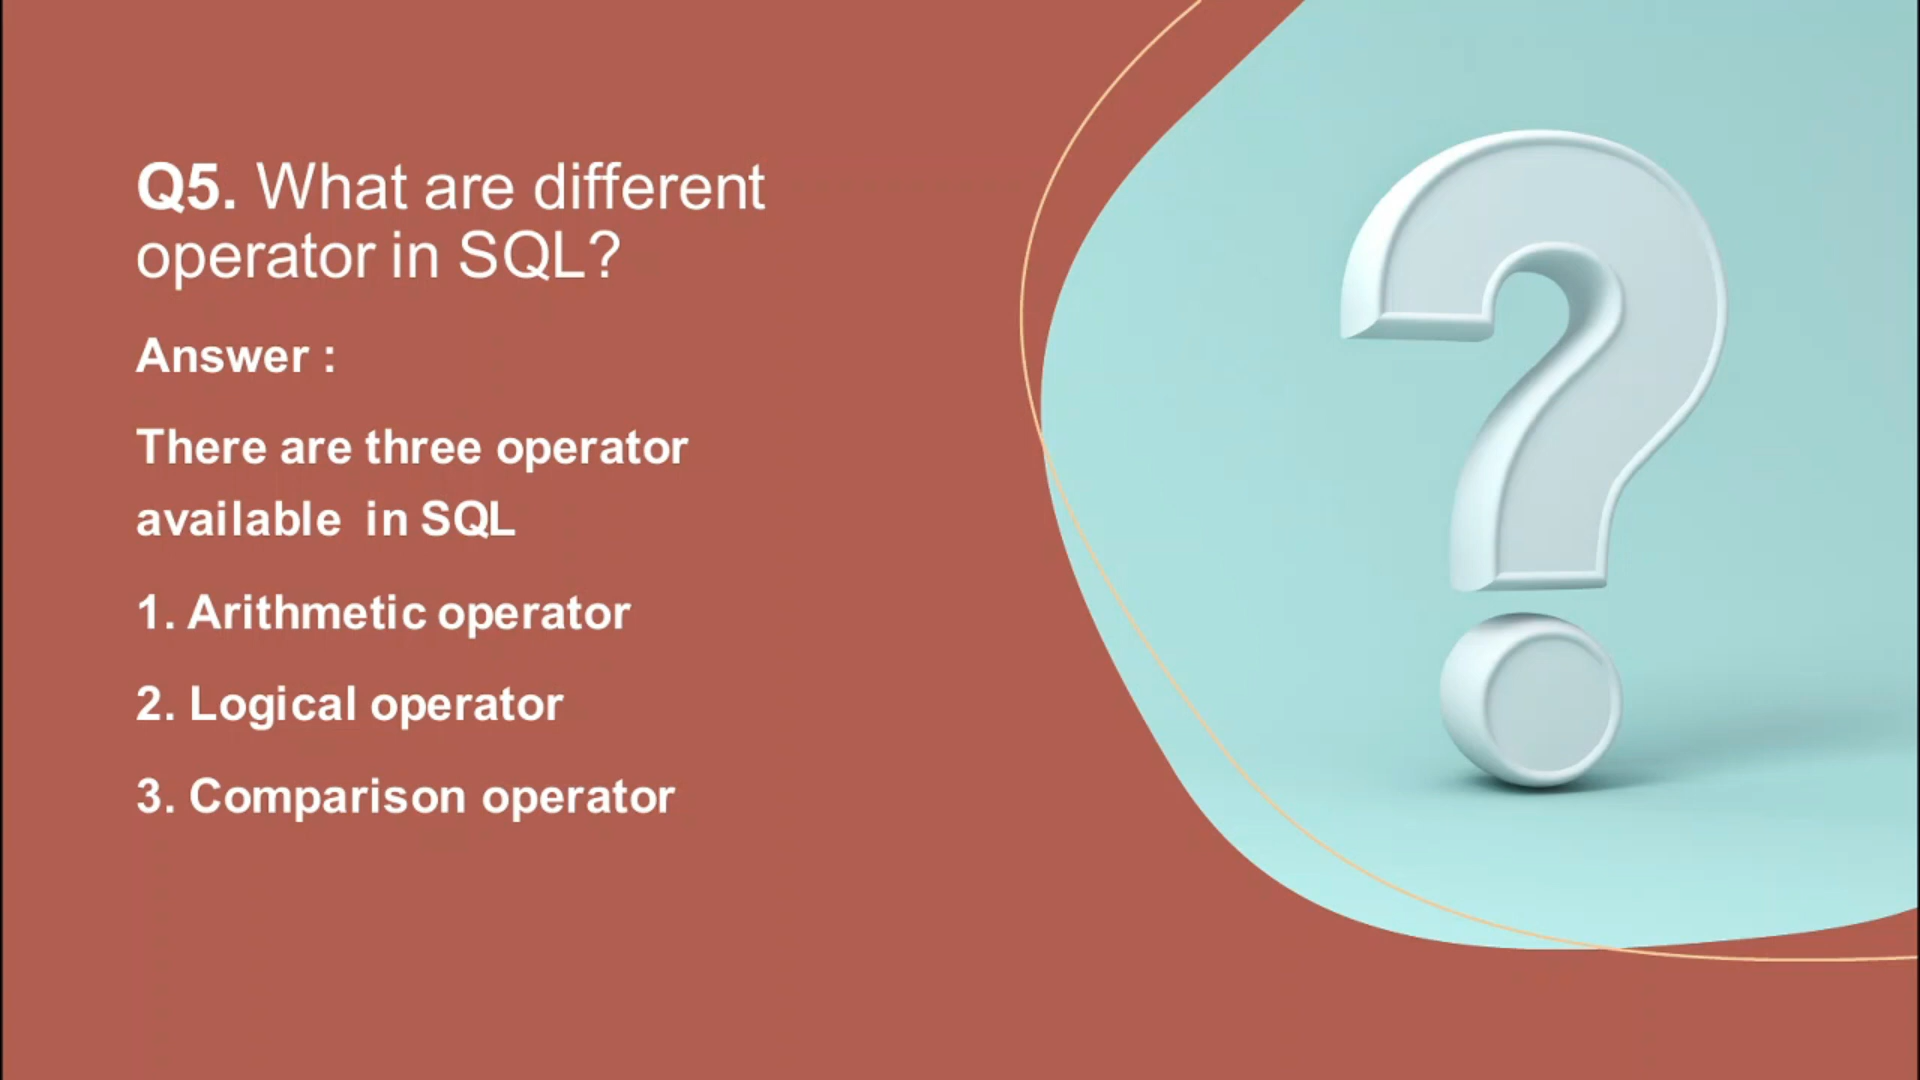 Q5. What are different
operator in SQL?
Answer :
There are three operator
available  in SQL
1. Arithmetic operator
2. Logical operator
3. Comparison operator